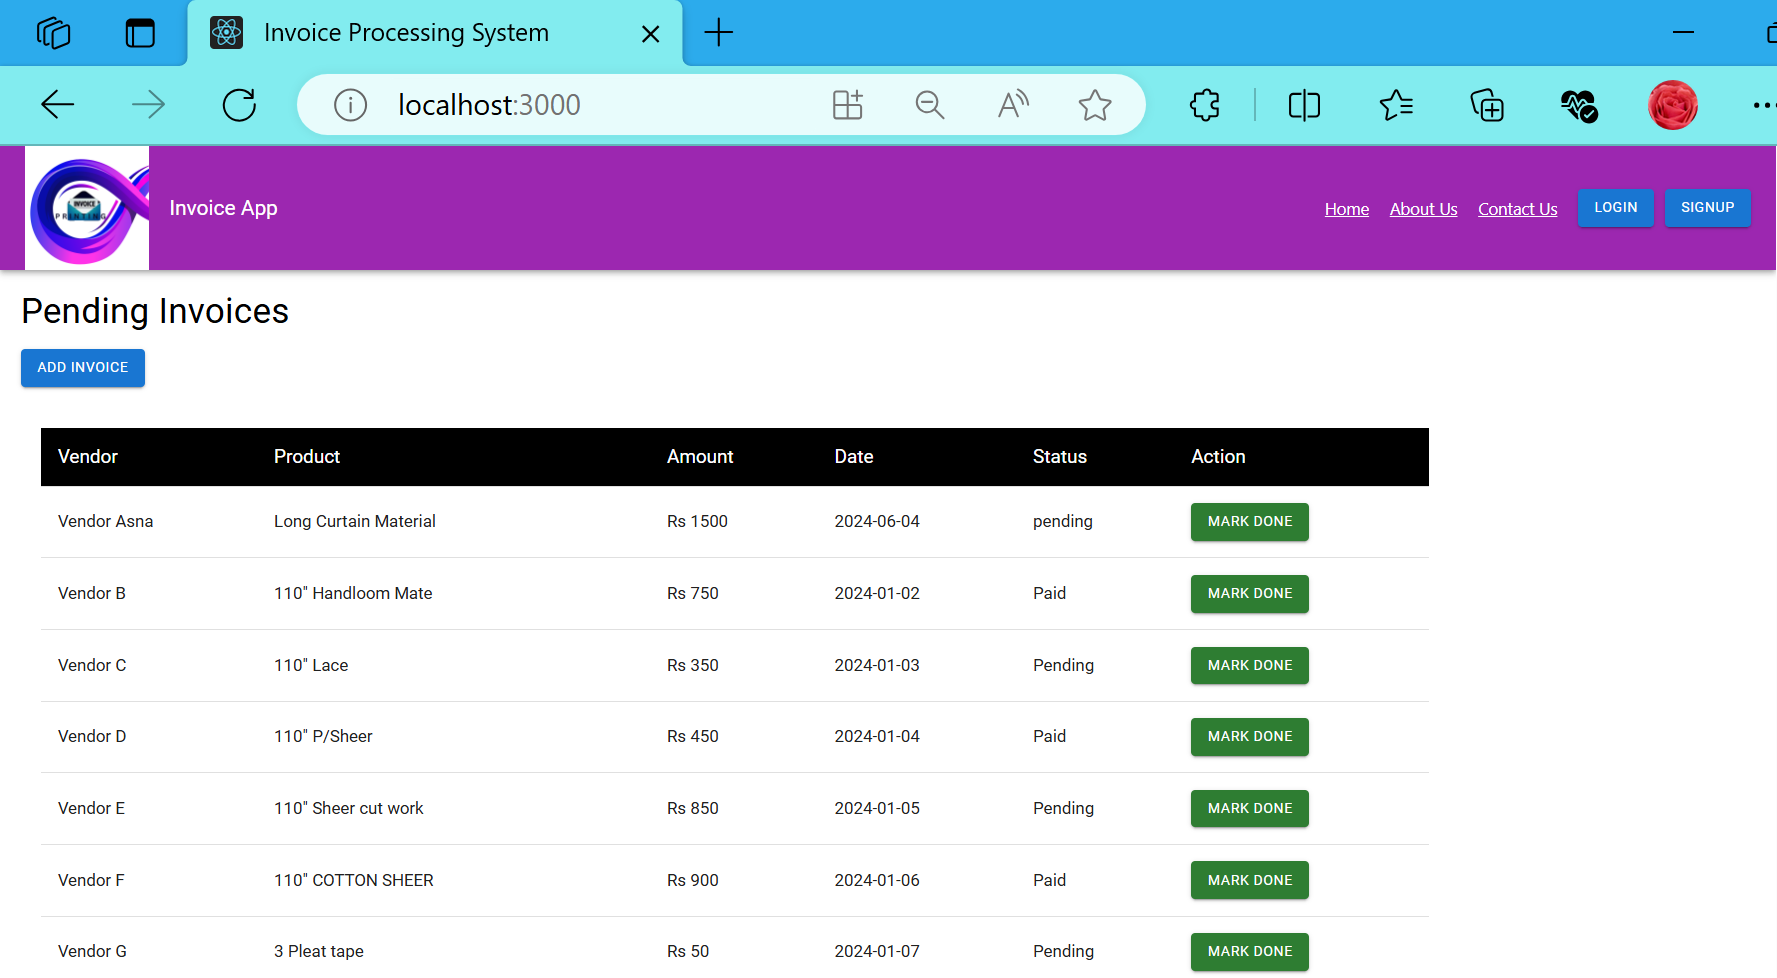 Invoice Processing System
localhost:3000
INVOICE
PRINTING
Invoice App
Home About Us Contact Us LOGIN SIGNUP
Pending Invoices
ADD INVOICE
Vendor Product Amount Date Status Action
Vendor Asna Long Curtain Material Rs 1500 2024-06-04 pending MARK DONE
Vendor B 110" Handloom Mate Rs 750 2024-01-02 Paid MARK DONE
Vendor C 110" Lace Rs 350 2024-01-03 Pending MARK DONE
Vendor D 110" P/Sheer Rs 450 2024-01-04 Paid MARK DONE
Vendor E 110" Sheer cut work Rs 850 2024-01-05 Pending MARK DONE
Vendor F 110" COTTON SHEER Rs 900 2024-01-06 Paid MARK DONE
Vendor G 3 Pleat tape Rs 50 2024-01-07 Pending MARK DONE